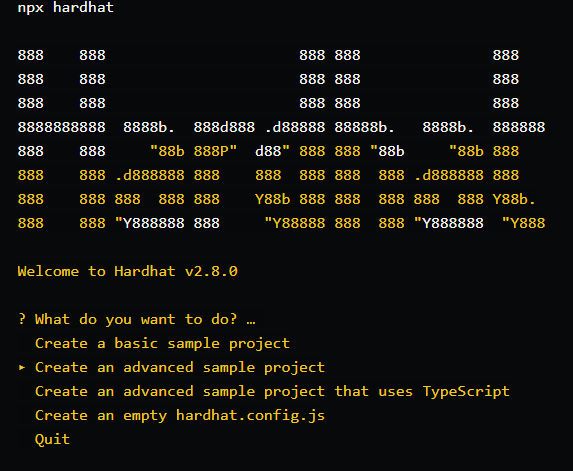 npx hardhat
888    888                      888 888               888
888    888                      888 888               888
888    888                      888 888               888
8888888888  8888b.  888d888 .d88888 88888b.   8888b.  888888
888    888     "88b 888P"  d88" 888 888 "88b     "88b 888
888    888 .d888888 888    888  888 888  888 .d888888 888
888    888 888  888 888    Y88b 888 888  888 888  888 Y88b.
888    888 "Y888888 888     "Y88888 888  888 "Y888888  "Y888
Welcome to Hardhat v2.8.0
? What do you want to do? …
Create a basic sample project
▸ Create an advanced sample project
Create an advanced sample project that uses TypeScript
Create an empty hardhat.config.js
Quit